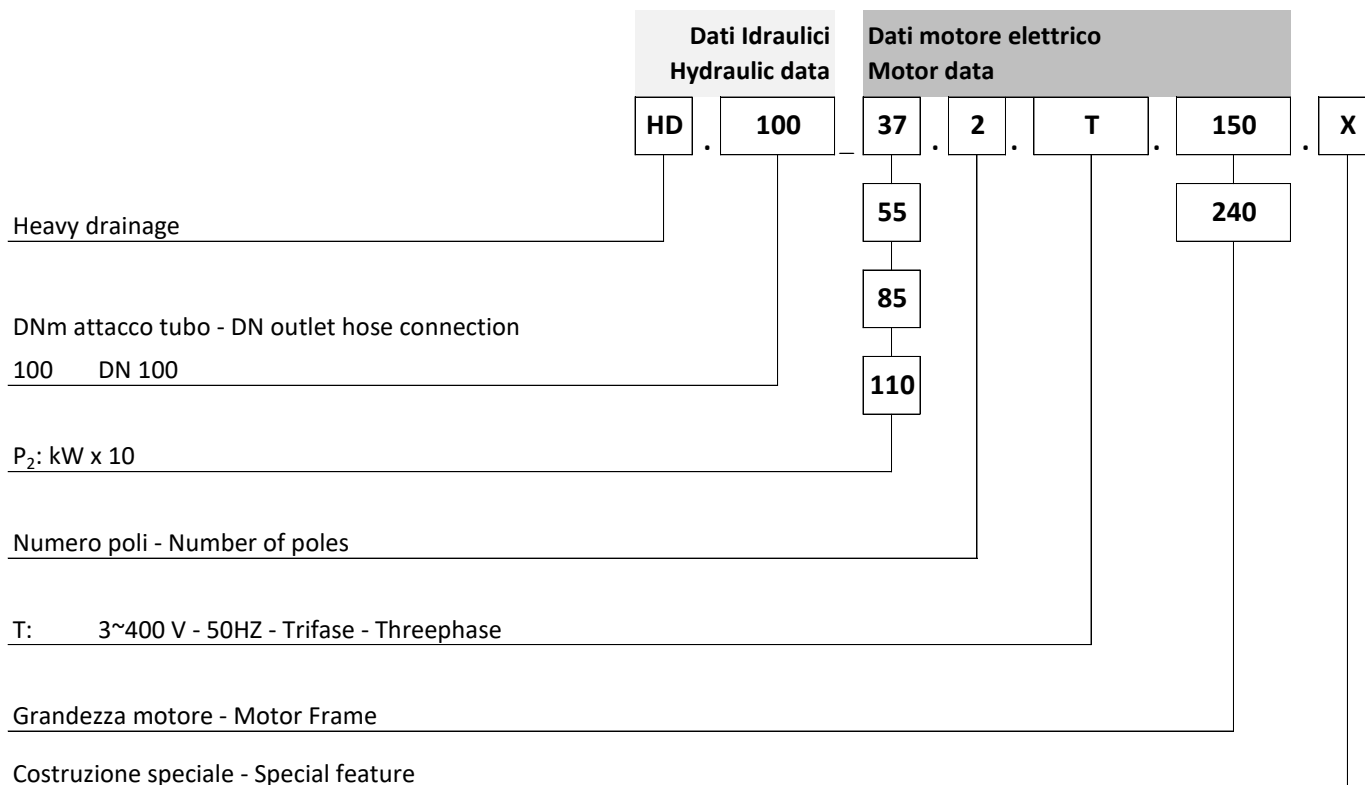 Dati Idraulici Dati motore elettrico
Hydraulic data Motor data
HD . 100 _ 37 . 2 . T . 150 . X
55 240
Heavy drainage
85
DNm attacco tubo - DN outlet hose connection
100 DN 100
110
P₂: kW x 10
Numero poli - Number of poles
T: 3~400 V - 50HZ - Trifase - Threephase
Grandezza motore - Motor Frame
Costruzione speciale - Special feature